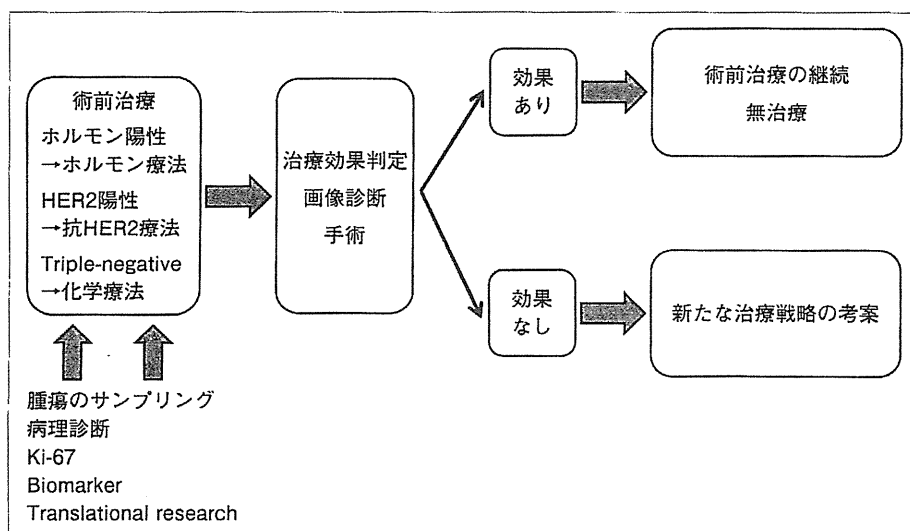 術前治療
ホルモン陽性
→ホルモン療法
HER2陽性
→抗HER2療法
Triple-negative
→化学療法
腫瘍のサンプリング
病理診断
Ki-67
Biomarker
Translational research
治療効果判定
画像診断
手術
効果
あり
術前治療の継続
無治療
効果
なし
新たな治療戦略の考案